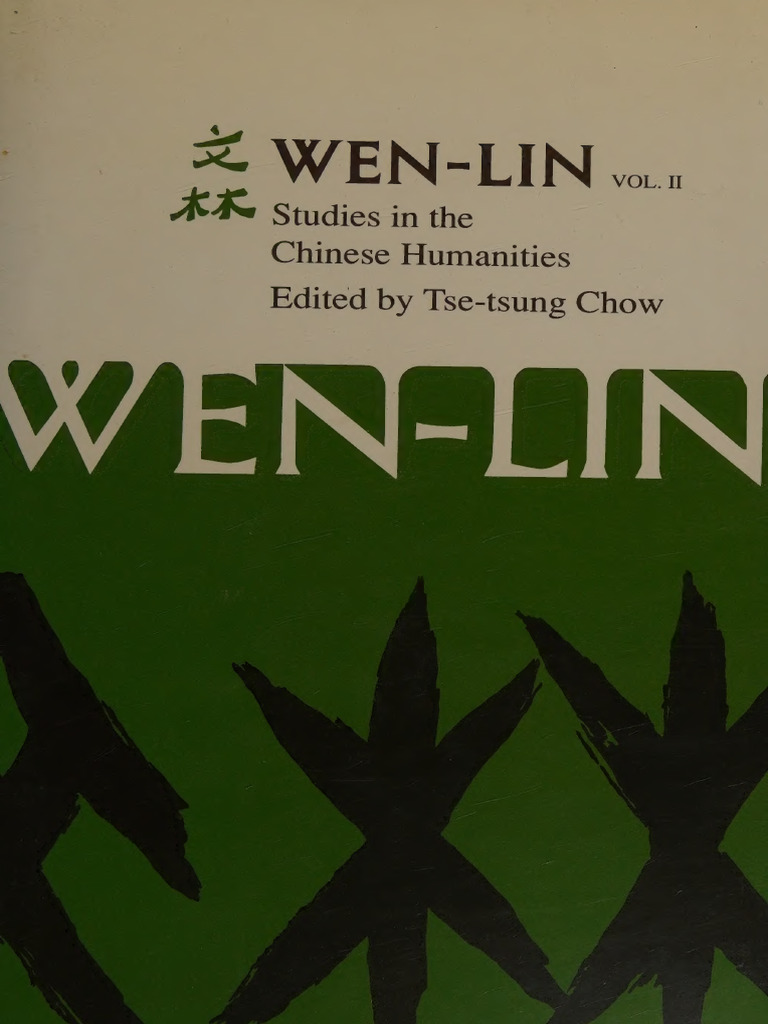 文
林
WEN-LIN VOL. II
Studies in the
Chinese Humanities
Edited by Tse-tsung Chow
WEN-LIN